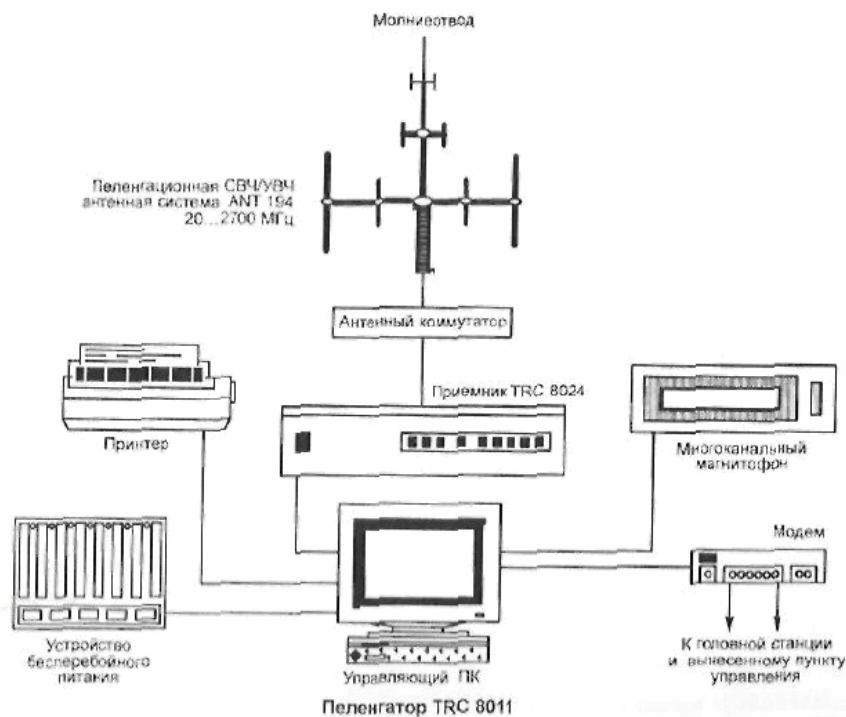 Молниеотвод
Пеленгационная СВЧ/УВЧ
антенная система ANT 194
20...2700 МГц
Антенный коммутатор
Приемник TRC 8024
Принтер
Многоканальный
магнитофон
Модем
Устройство
бесперебойного
питания
Управляющий ПК
К головной станции
и вынесенному пункту
управления
Пеленгатор TRC 8011